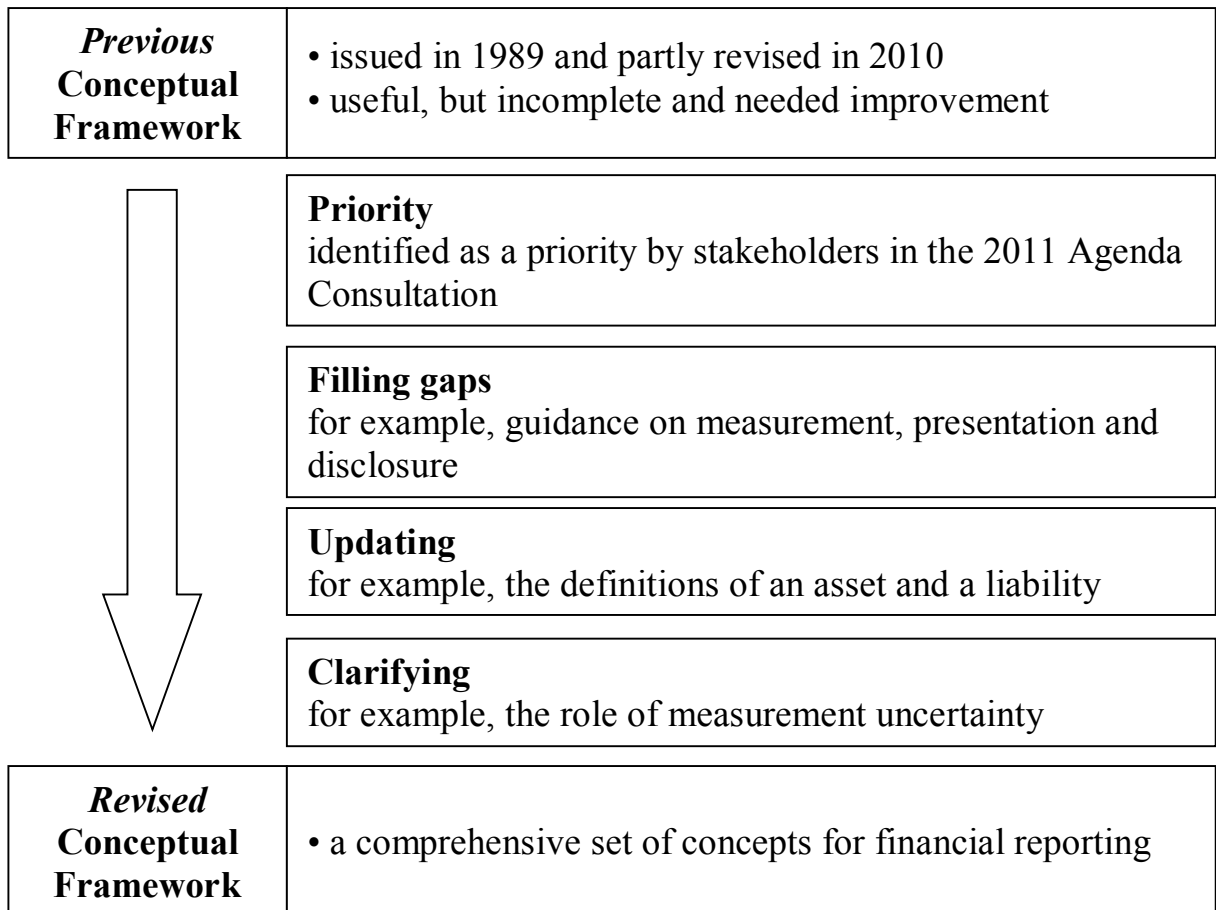 Previous
Conceptual
Framework
• issued in 1989 and partly revised in 2010
• useful, but incomplete and needed improvement
Priority
identified as a priority by stakeholders in the 2011 Agenda
Consultation
Filling gaps
for example, guidance on measurement, presentation and
disclosure
Updating
for example, the definitions of an asset and a liability
Clarifying
for example, the role of measurement uncertainty
Revised
Conceptual
Framework
• a comprehensive set of concepts for financial reporting